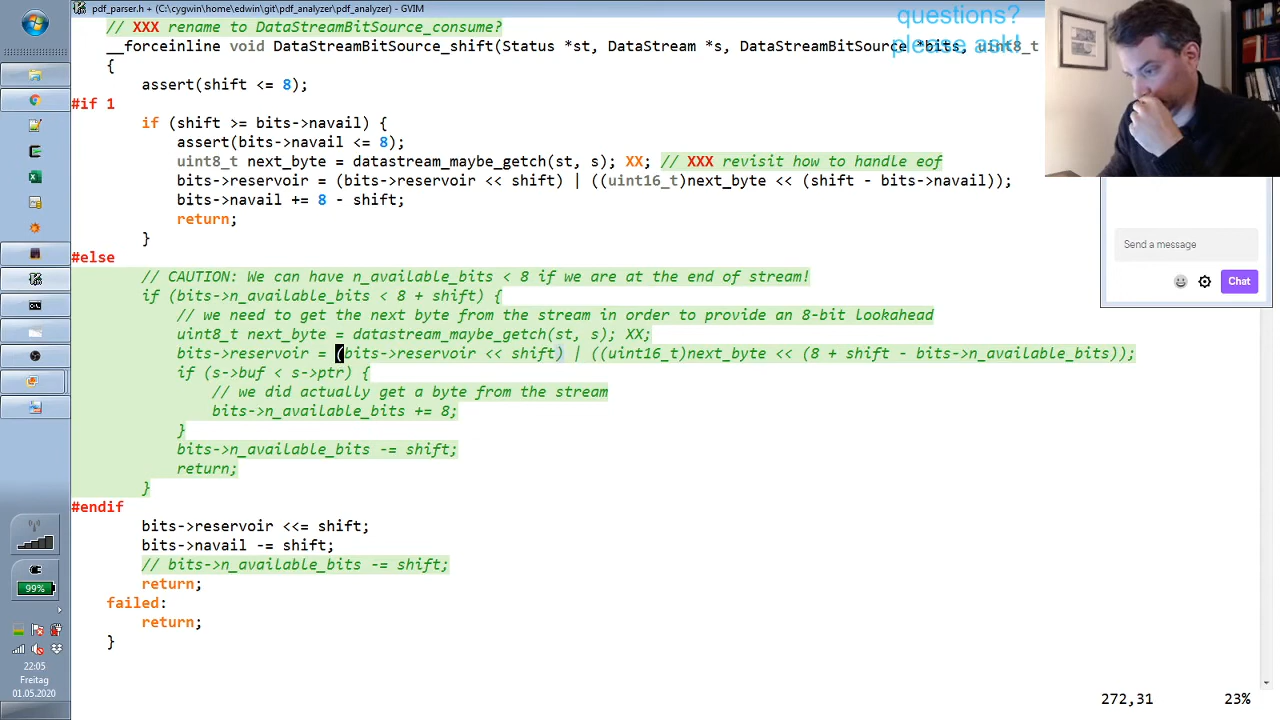 pdf_parser.h + (C:\cygwin\home\edwin\git\pdf_analyzer\pdf_analyzer) - GVIM
// XXX rename to DataStreamBitSource_consume?
__forceinline void DataStreamBitSource_shift(Status *st, DataStream *s, DataStreamBitSource *bits, uint8_t
{
assert(shift <= 8);
#if 1
if (shift >= bits->navail) {
assert(bits->navail <= 8);
uint8_t next_byte = datastream_maybe_getch(st, s); XX; // XXX revisit how to handle eof
bits->reservoir = (bits->reservoir << shift) | ((uint16_t)next_byte << (shift - bits->navail));
bits->navail += 8 - shift;
return;
}
#else
// CAUTION: We can have n_available_bits < 8 if we are at the end of stream!
if (bits->n_available_bits < 8 + shift) {
// we need to get the next byte from the stream in order to provide an 8-bit lookahead
uint8_t next_byte = datastream_maybe_getch(st, s); XX;
bits->reservoir = (bits->reservoir << shift) | ((uint16_t)next_byte << (8 + shift - bits->n_available_bits));
if (s->buf < s->ptr) {
// we did actually get a byte from the stream
bits->n_available_bits += 8;
}
bits->n_available_bits -= shift;
return;
}
#endif
bits->reservoir <<= shift;
bits->navail -= shift;
// bits->n_available_bits -= shift;
return;
failed:
return;
}
272,31 23%
questions?
please ask!
Send a message
Chat
99%
22:05
Freitag
01.05.2020